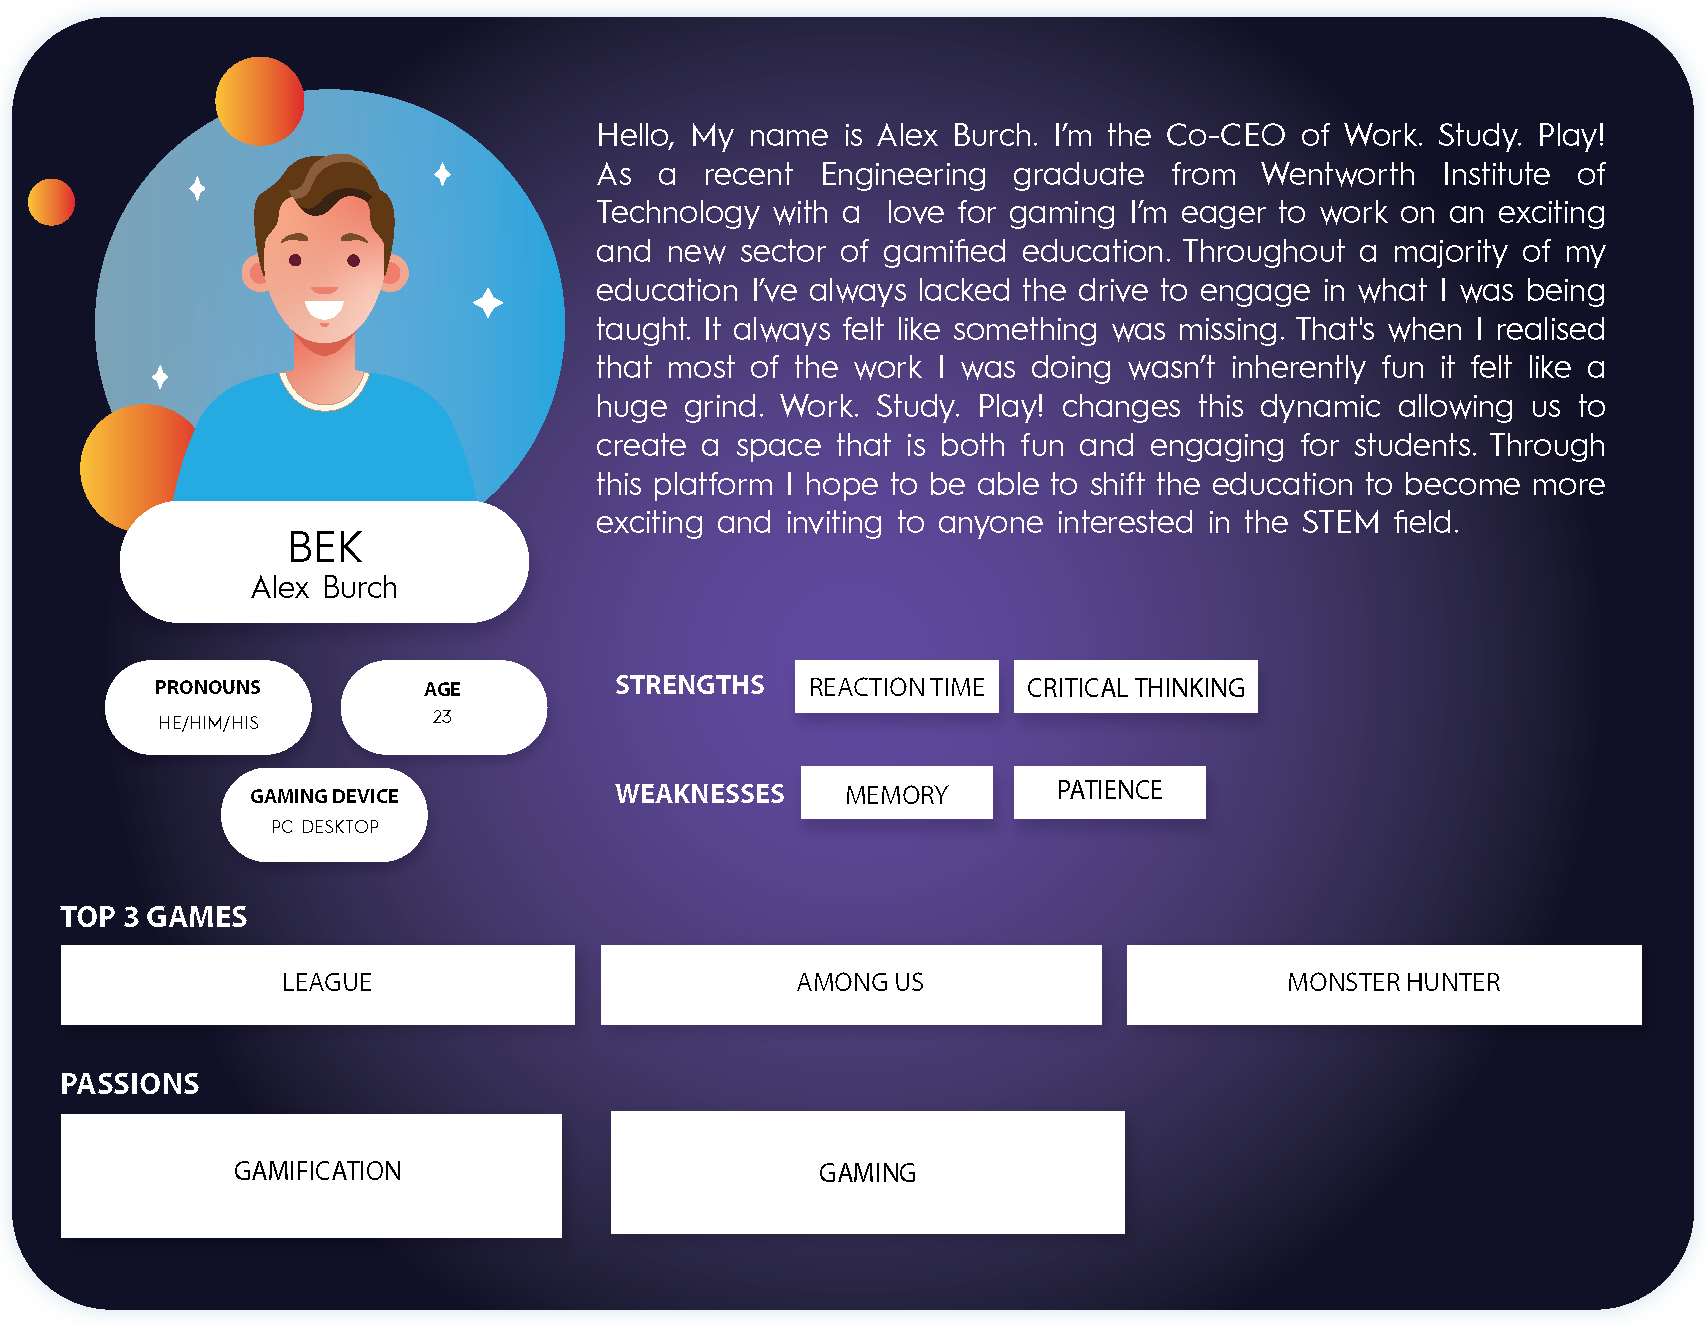 Hello, My name is Alex Burch. I’m the Co-CEO of Work. Study. Play!
As a recent Engineering graduate from Wentworth Institute of
Technology with a love for gaming I’m eager to work on an exciting
and new sector of gamified education. Throughout a majority of my
education I’ve always lacked the drive to engage in what I was being
taught. It always felt like something was missing. That's when I realised
that most of the work I was doing wasn’t inherently fun it felt like a
huge grind. Work. Study. Play! changes this dynamic allowing us to
create a space that is both fun and engaging for students. Through
this platform I hope to be able to shift the education to become more
exciting and inviting to anyone interested in the STEM field.
BEK
Alex Burch
PRONOUNS
HE/HIM/HIS
AGE
23
GAMING DEVICE
PC DESKTOP
STRENGTHS
REACTION TIME
CRITICAL THINKING
WEAKNESSES
MEMORY
PATIENCE
TOP 3 GAMES
LEAGUE
AMONG US
MONSTER HUNTER
PASSIONS
GAMIFICATION
GAMING